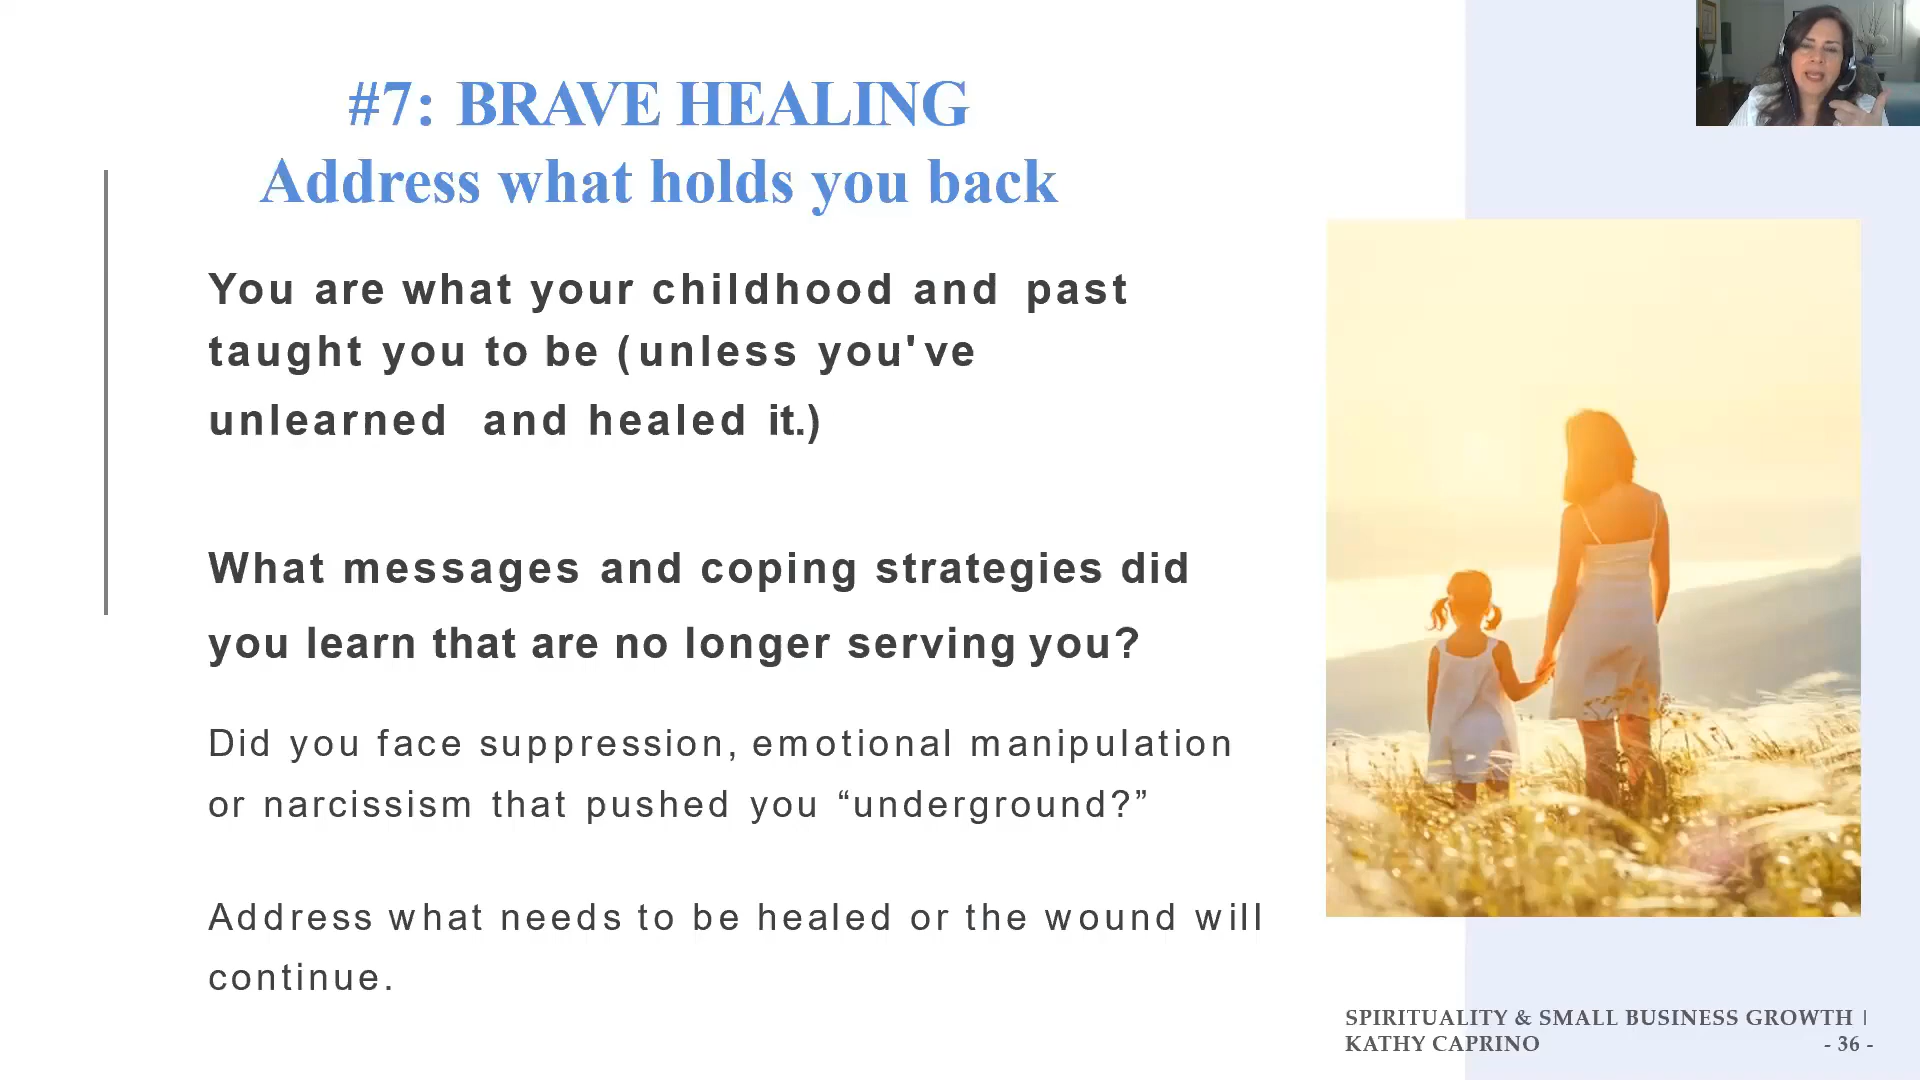 #7: BRAVE HEALING
Address what holds you back
You are what your childhood and past
taught you to be (unless you've
unlearned and healed it.)
What messages and coping strategies did
you learn that are no longer serving you?
Did you face suppression, emotional manipulation
or narcissism that pushed you “underground?”
Address what needs to be healed or the wound will
continue.
SPIRITUALITY & SMALL BUSINESS GROWTH |
KATHY CAPRINO - 36 -